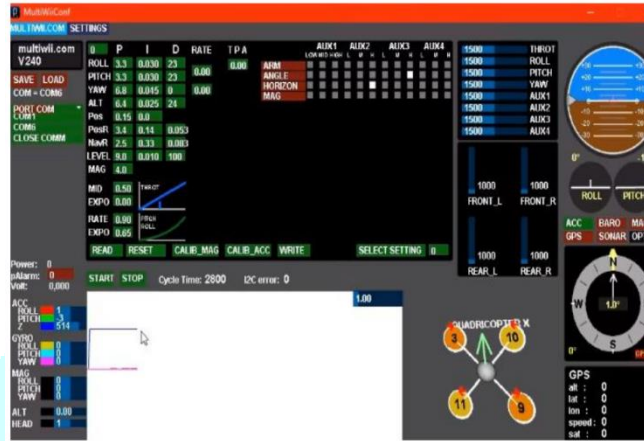 MultiWiiConf
MULTIWII.COM SETTINGS
multiwii.com
V240
SAVE LOAD
COM = COM6
PORT COM
COM1
COM6
CLOSE COMM
0 P I D RATE T P A
ROLL 3.3 0.030 23 0.00
PITCH 3.3 0.030 23 0.00
YAW 6.8 0.045 0 0.00
ALT 6.4 0.025 24
Pos 0.15 0.0
PosR 3.4 0.14 0.053
NavR 2.5 0.33 0.083
LEVEL 9.0 0.010 100
MAG 4.0
MID 0.50 THROT
EXPO 0.00
RATE 0.90 PITCH
EXPO 0.65 ROLL
AUX1 AUX2 AUX3 AUX4
LOW MID HIGH L M H L M H L M H
ARM
ANGLE
HORIZON
MAG
READ RESET CALIB_MAG CALIB_ACC WRITE SELECT SETTING 0
1500 THROT
1500 ROLL
1500 PITCH
1500 YAW
1500 AUX1
1500 AUX2
1500 AUX3
1500 AUX4
1000 1000
FRONT_L FRONT_R
1000 1000
REAR_L REAR_R
0°
ROLL PITCH
ACC BARO MA
GPS SONAR OP
N
W 1.0°
S
0°
Power: 0
pAlarm: 0
Volt: 0,000
START STOP Cycle Time: 2800 I2C error: 0
1.00
ACC
ROLL 1
PITCH -3
Z 514
GYRO
ROLL 0
PITCH 0
YAW 0
MAG
ROLL 0
PITCH 0
YAW 0
ALT 0.00
HEAD 1
QUADRICOPTER X
3 10
11 9
GPS
alt : 0
lat : 0
lon : 0
speed: 0
sat : 0